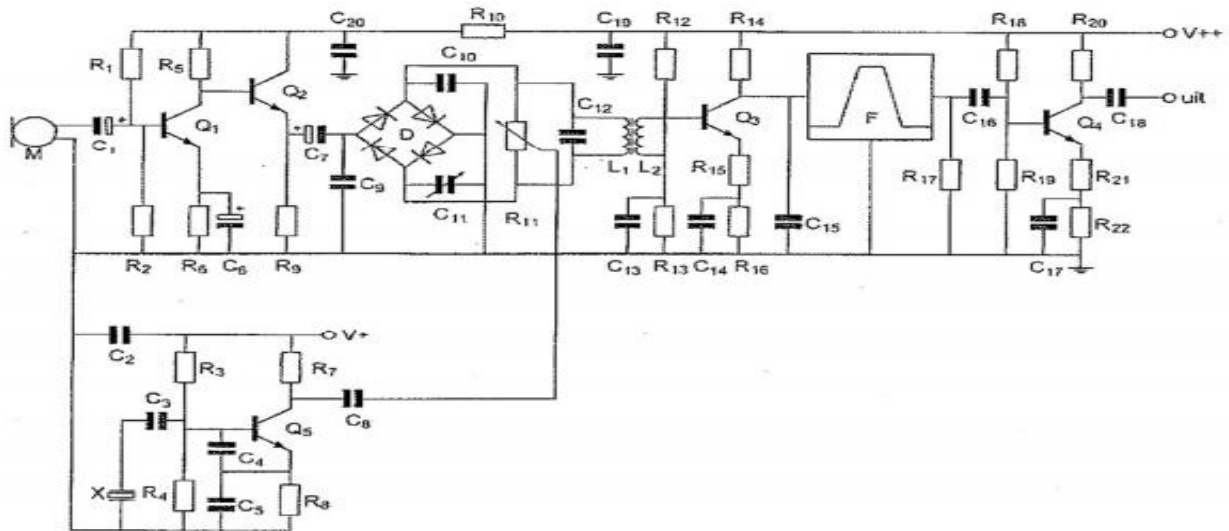 R10
C20 C19 R12 R14 R18 R20
V++
C10
R1 R5
Q2
C12
C16 C18 uit
M C1 Q1 C7 D Q3 F Q4
L1 L2
R15
C9 R17 R19 R21
C11 R11
C15 R22
R2 R6 C6 R9 C13 R13 C14 R16 C17
C2 V+
R3 R7
C3 C8
Q5
C4
X R4 C5 R8